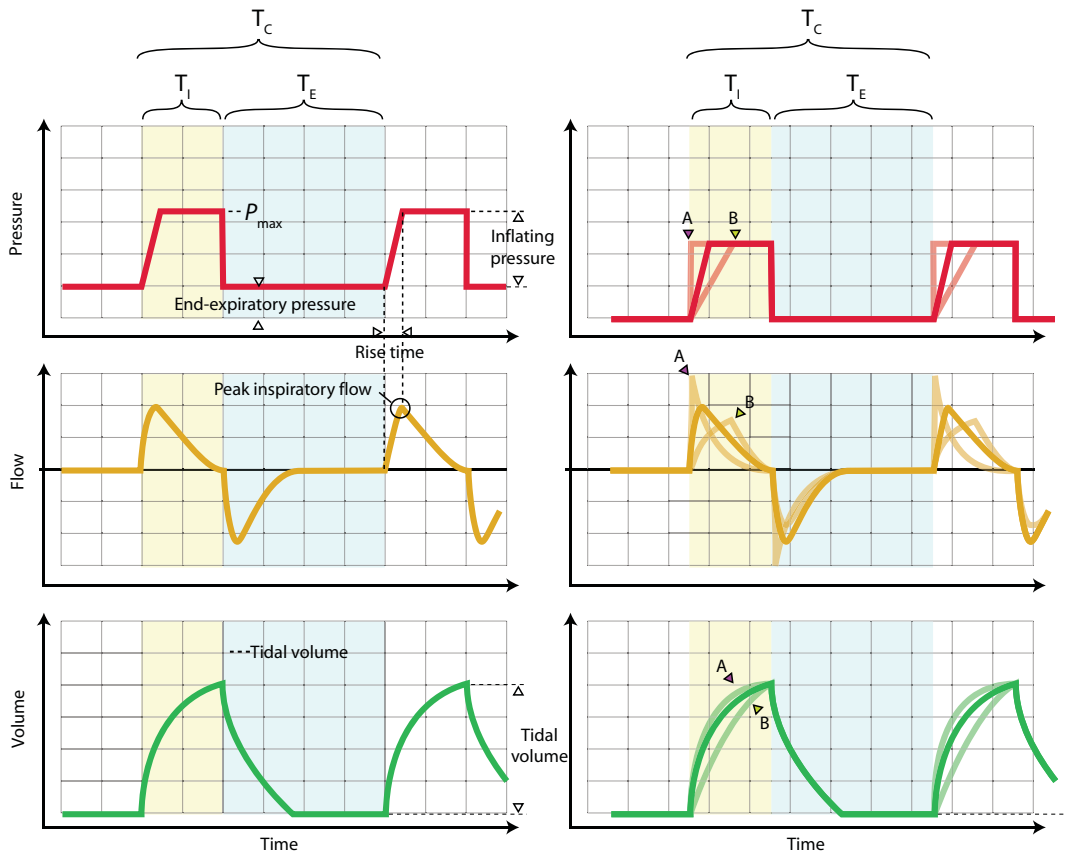 T_C
T_I
T_E
Pressure
P_max
Inflating
pressure
End-expiratory pressure
Rise time
Peak inspiratory flow
Flow
Tidal volume
Volume
Tidal
volume
Time
T_C
T_I
T_E
A
B
A
B
A
B
Time